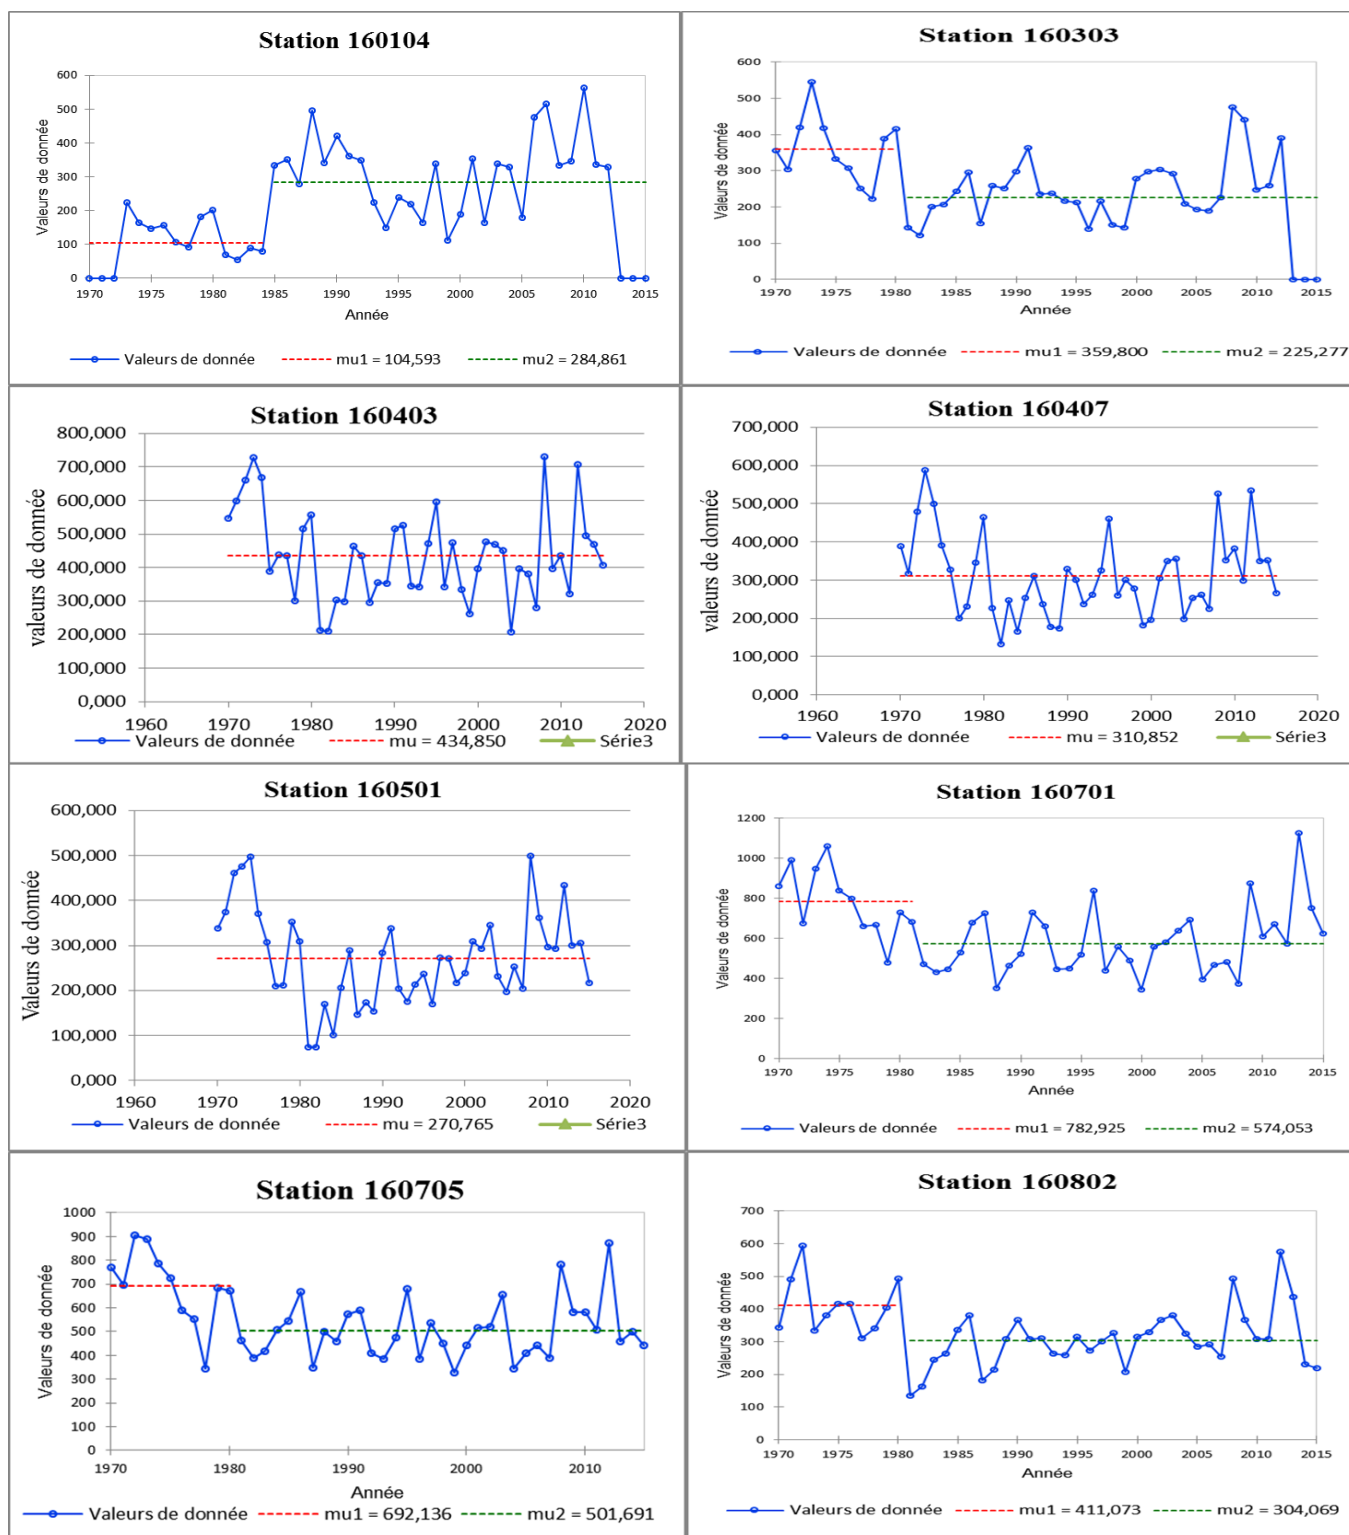 Station 160104
600
500
400
300
200
100
0
Valeurs de donnée
1970 1975 1980 1985 1990 1995 2000 2005 2010 2015
Année
Valeurs de donnée mu1 = 104,593 mu2 = 284,861
Station 160303
600
500
400
300
200
100
0
Valeurs de donnée
1970 1975 1980 1985 1990 1995 2000 2005 2010 2015
Année
Valeurs de donnée mu1 = 359,800 mu2 = 225,277
Station 160403
800,000
700,000
600,000
500,000
400,000
300,000
200,000
100,000
0,000
valeurs de donnée
1960 1970 1980 1990 2000 2010 2020
Valeurs de donnée mu = 434,850 Série3
Station 160407
700,000
600,000
500,000
400,000
300,000
200,000
100,000
0,000
valeurs de donnée
1960 1970 1980 1990 2000 2010 2020
Valeurs de donnée mu = 310,852 Série3
Station 160501
600,000
500,000
400,000
300,000
200,000
100,000
0,000
Valeurs de donnée
1960 1970 1980 1990 2000 2010 2020
Valeurs de donnée mu = 270,765 Série3
Station 160701
1200
1000
800
600
400
200
0
Valeurs de donnée
1970 1975 1980 1985 1990 1995 2000 2005 2010 2015
Année
Valeurs de donnée mu1 = 782,925 mu2 = 574,053
Station 160705
1000
900
800
700
600
500
400
300
200
100
0
Valeurs de donnée
1970 1980 1990 2000 2010
Année
Valeurs de donnée mu1 = 692,136 mu2 = 501,691
Station 160802
700
600
500
400
300
200
100
0
Valeurs de donnée
1970 1975 1980 1985 1990 1995 2000 2005 2010 2015
Année
Valeurs de donnée mu1 = 411,073 mu2 = 304,069